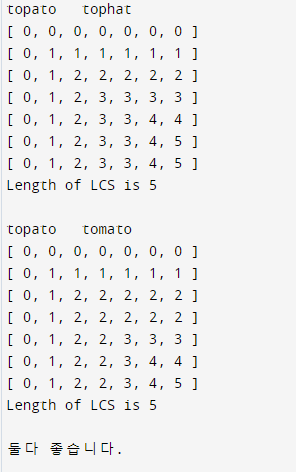 topato   tophat
[ 0, 0, 0, 0, 0, 0, 0 ]
[ 0, 1, 1, 1, 1, 1, 1 ]
[ 0, 1, 2, 2, 2, 2, 2 ]
[ 0, 1, 2, 3, 3, 3, 3 ]
[ 0, 1, 2, 3, 3, 4, 4 ]
[ 0, 1, 2, 3, 3, 4, 5 ]
[ 0, 1, 2, 3, 3, 4, 5 ]
Length of LCS is 5

topato   tomato
[ 0, 0, 0, 0, 0, 0, 0 ]
[ 0, 1, 1, 1, 1, 1, 1 ]
[ 0, 1, 2, 2, 2, 2, 2 ]
[ 0, 1, 2, 2, 2, 2, 2 ]
[ 0, 1, 2, 2, 3, 3, 3 ]
[ 0, 1, 2, 2, 3, 4, 4 ]
[ 0, 1, 2, 2, 3, 4, 5 ]
Length of LCS is 5

둘다 좋습니다.